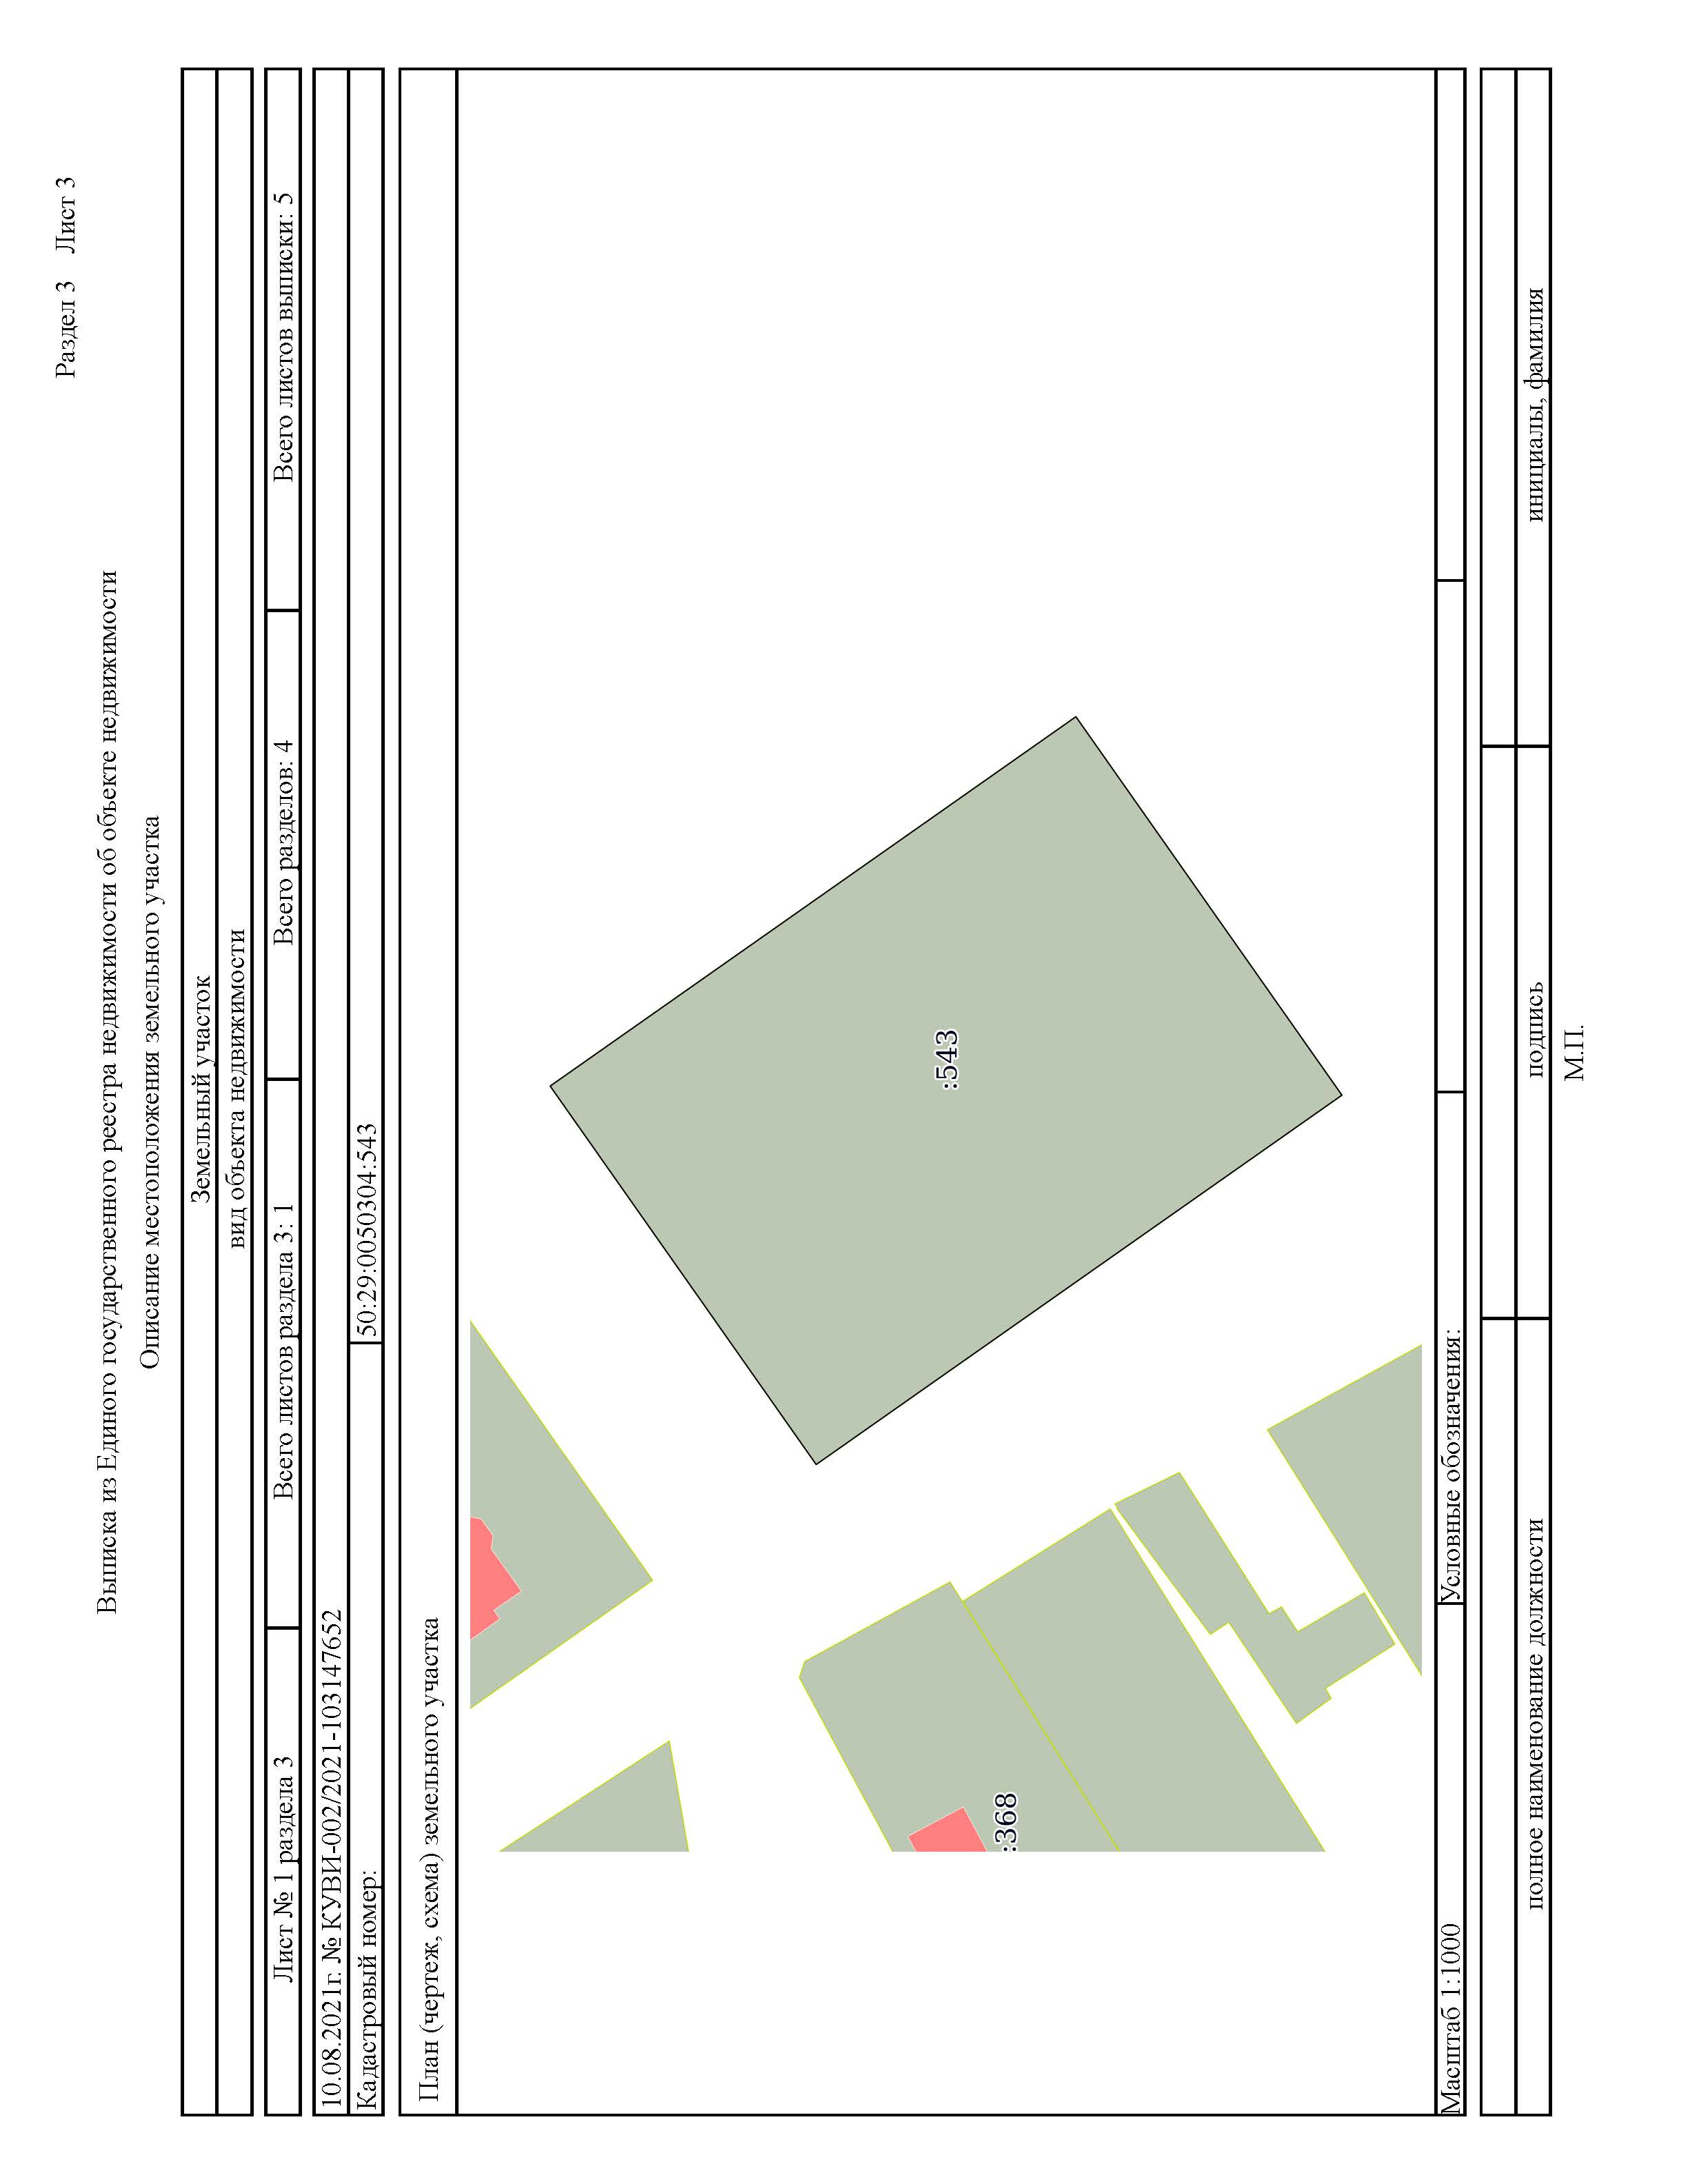 Раздел 3 Лист 3
Выписка из Единого государственного реестра недвижимости об объекте недвижимости
Описание местоположения земельного участка
Земельный участок
вид объекта недвижимости
Лист № 1 раздела 3 Всего листов раздела 3: 1 Всего разделов: 4 Всего листов выписки: 5
10.08.2021г. № КУВИ-002/2021-103147652
Кадастровый номер: 50:29:0050304:543
План (чертеж, схема) земельного участка
:543
:368
Масштаб 1:1000 Условные обозначения:
полное наименование должности подпись инициалы, фамилия
М.П.